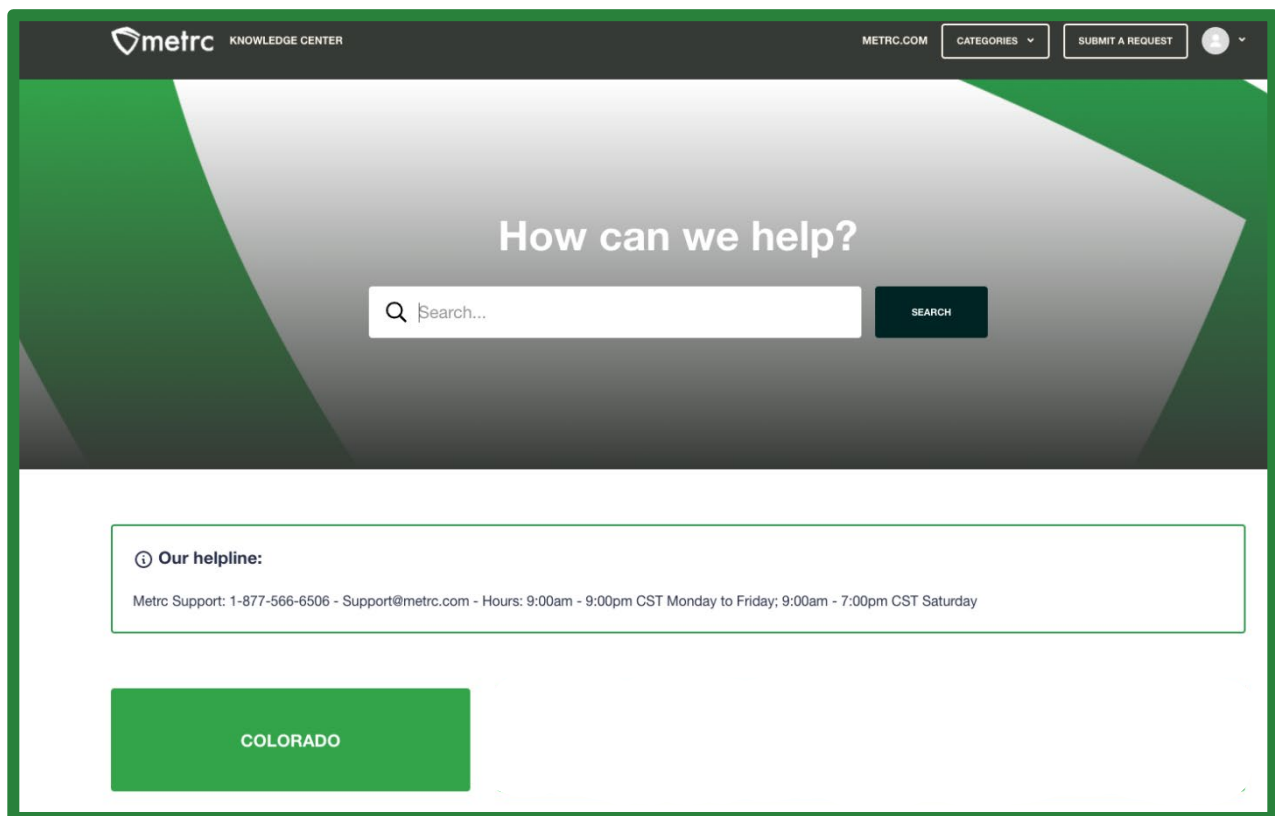 metrc KNOWLEDGE CENTER METRC.COM CATEGORIES SUBMIT A REQUEST
How can we help?
Search... SEARCH
Our helpline:
Metrc Support: 1-877-566-6506 - Support@metrc.com - Hours: 9:00am - 9:00pm CST Monday to Friday; 9:00am - 7:00pm CST Saturday
COLORADO